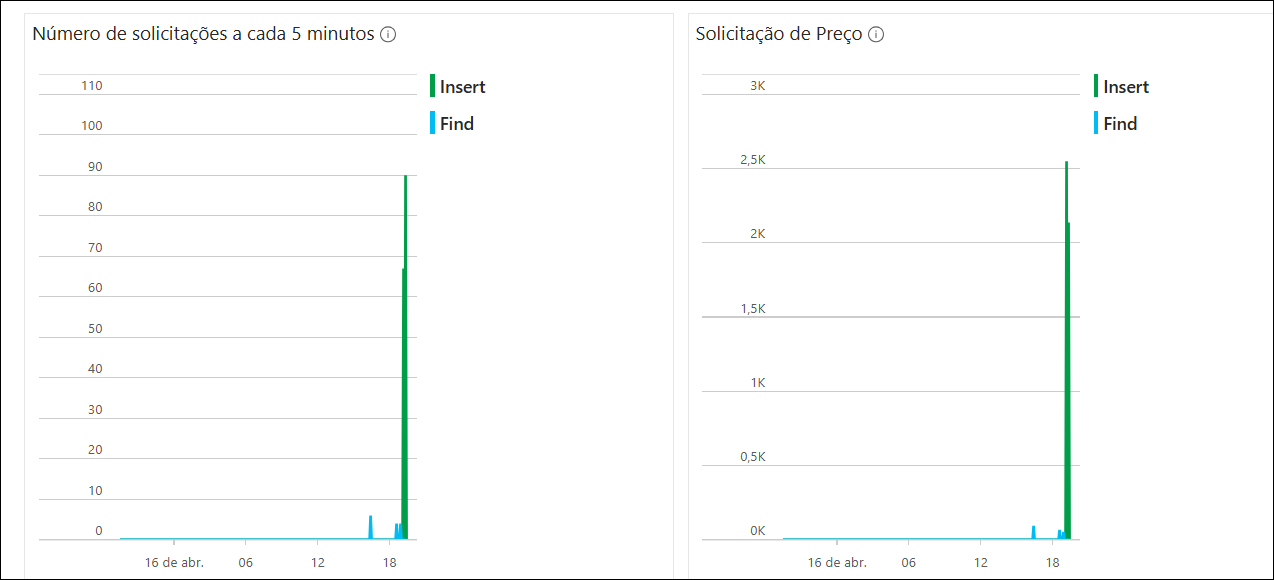 Número de solicitações a cada 5 minutos
110
100
90
80
70
60
50
40
30
20
10
0
16 de abr. 06 12 18
Insert
Find
Solicitação de Preço
3K
2,5K
2K
1,5K
1K
0,5K
0K
16 de abr. 06 12 18
Insert
Find